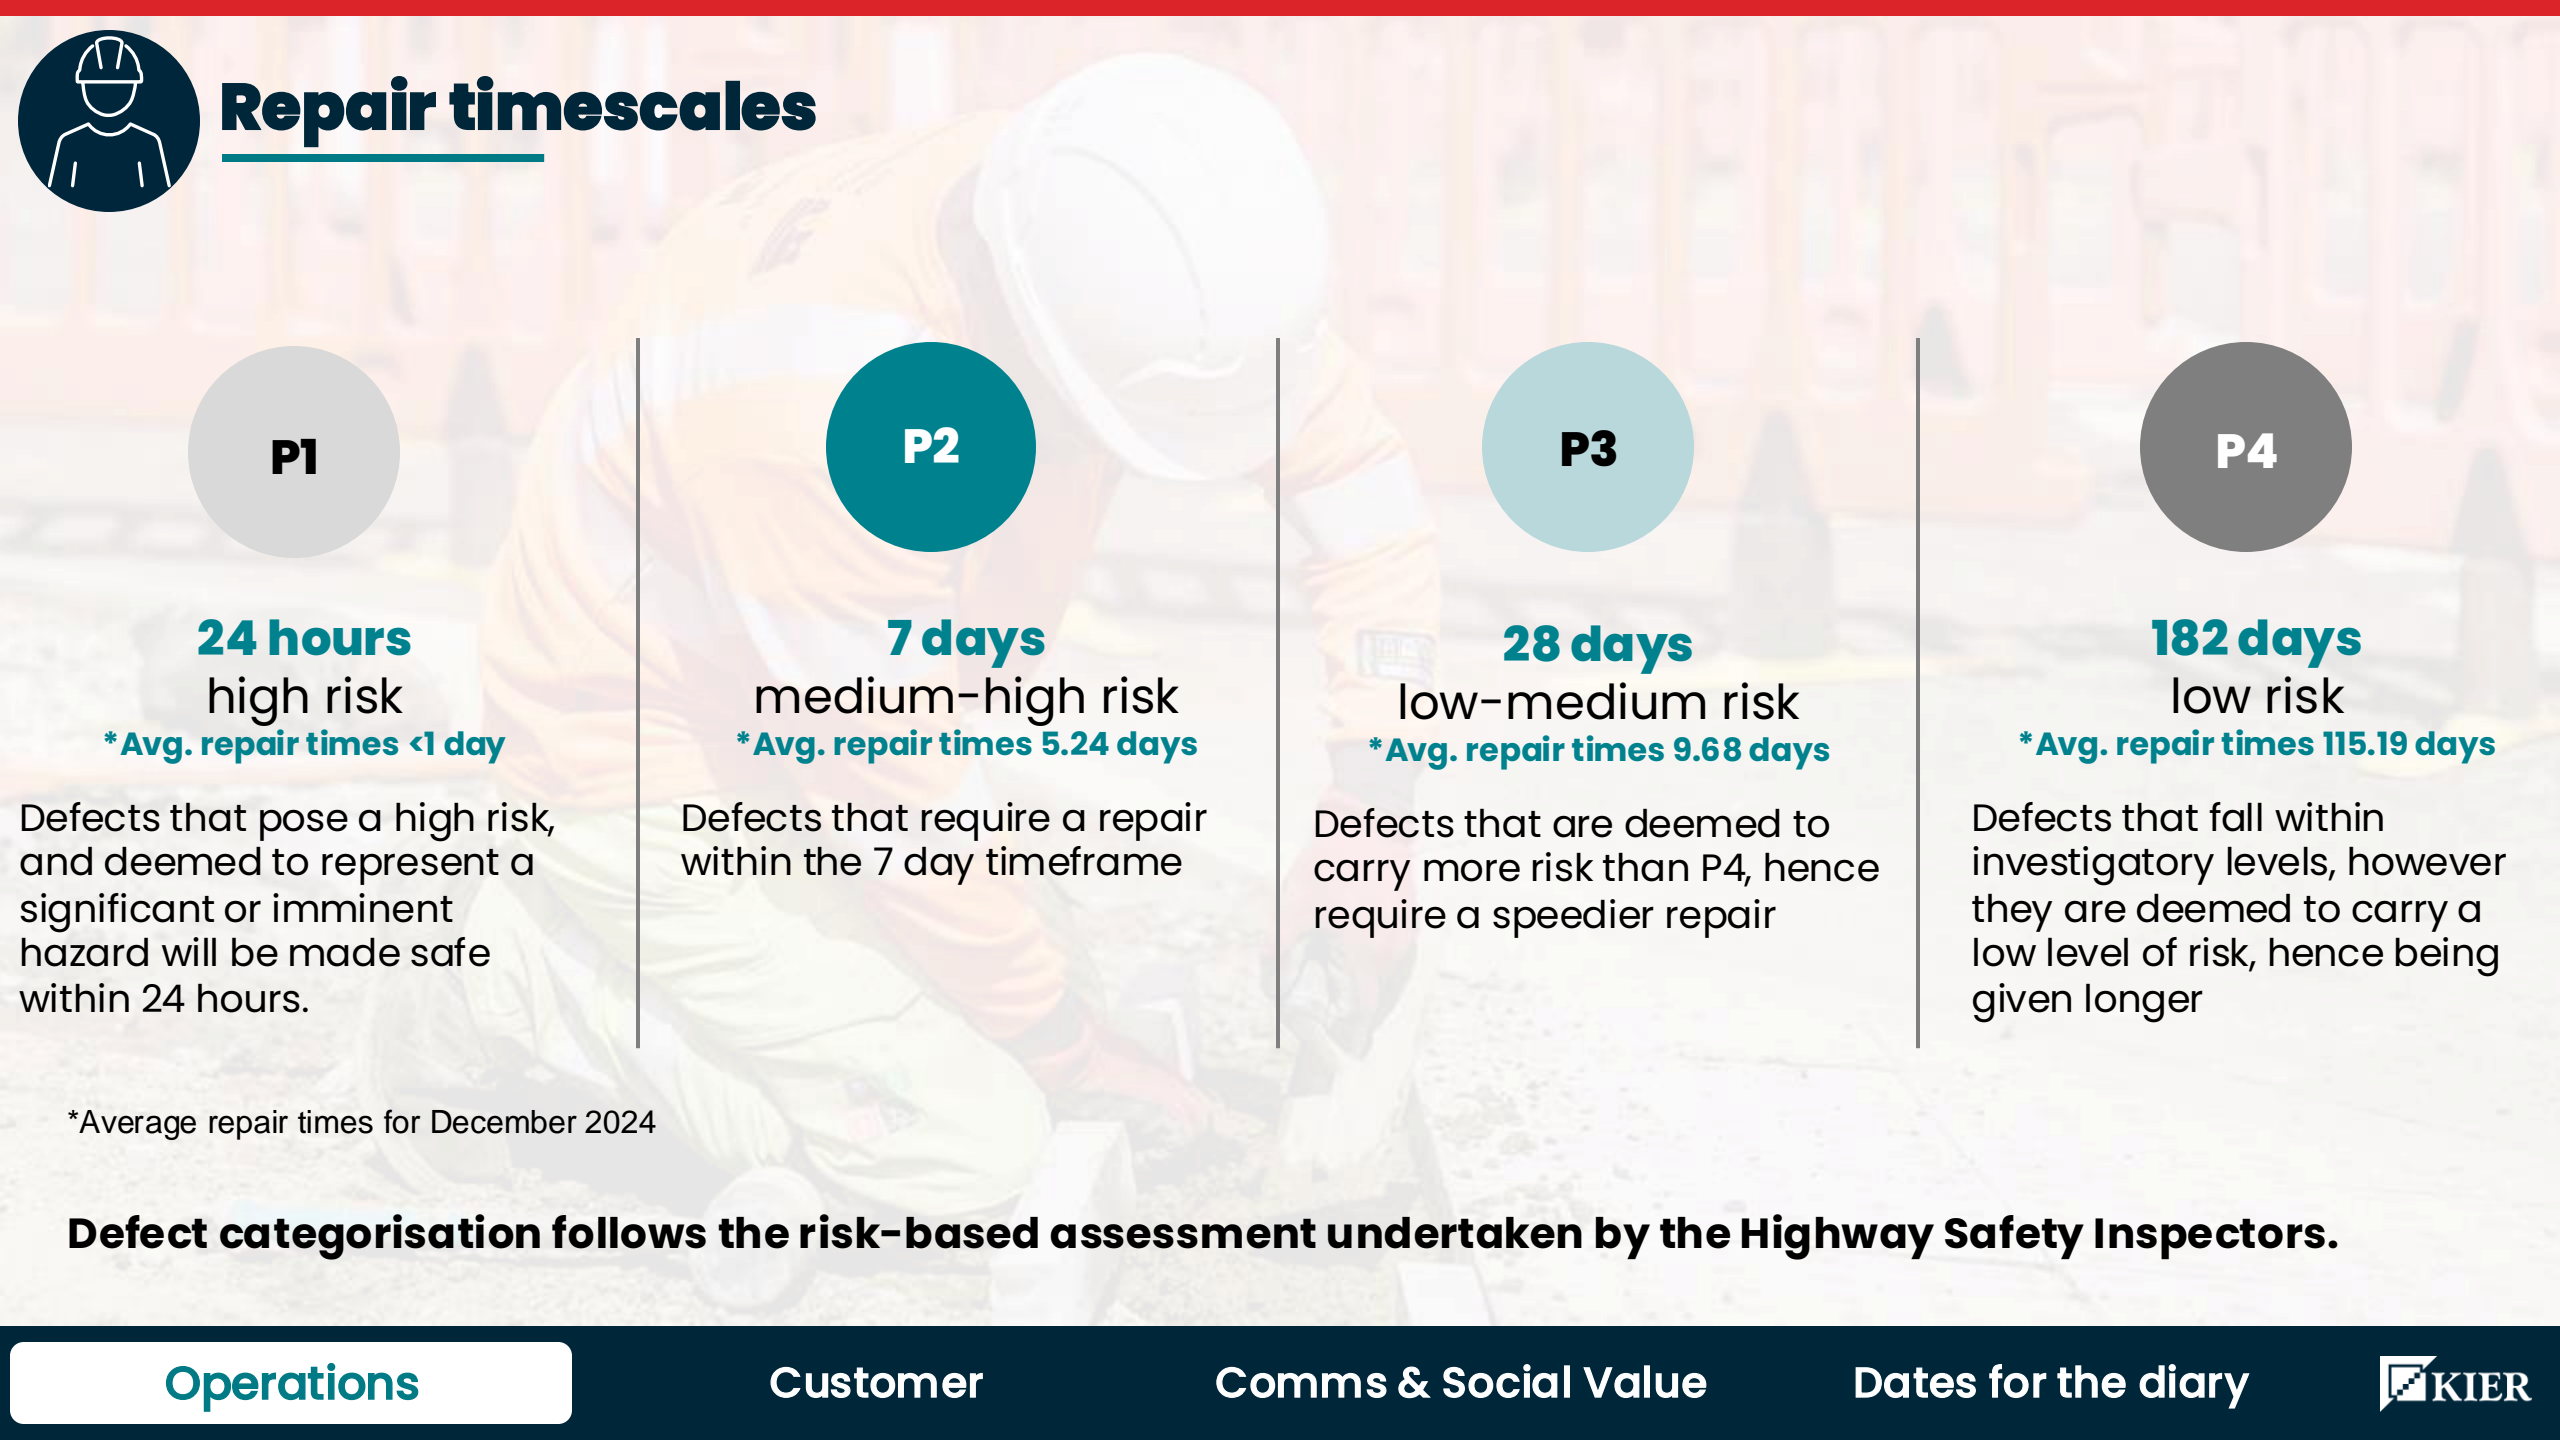 Repair timescales
P1
24 hours
high risk
*Avg. repair times <1 day
Defects that pose a high risk,
and deemed to represent a
significant or imminent
hazard will be made safe
within 24 hours.
P2
7 days
medium-high risk
*Avg. repair times 5.24 days
Defects that require a repair
within the 7 day timeframe
P3
28 days
low-medium risk
*Avg. repair times 9.68 days
Defects that are deemed to
carry more risk than P4, hence
require a speedier repair
P4
182 days
low risk
*Avg. repair times 115.19 days
Defects that fall within
investigatory levels, however
they are deemed to carry a
low level of risk, hence being
given longer
*Average repair times for December 2024
Defect categorisation follows the risk-based assessment undertaken by the Highway Safety Inspectors.
Operations
Customer
Comms & Social Value
Dates for the diary
KIER